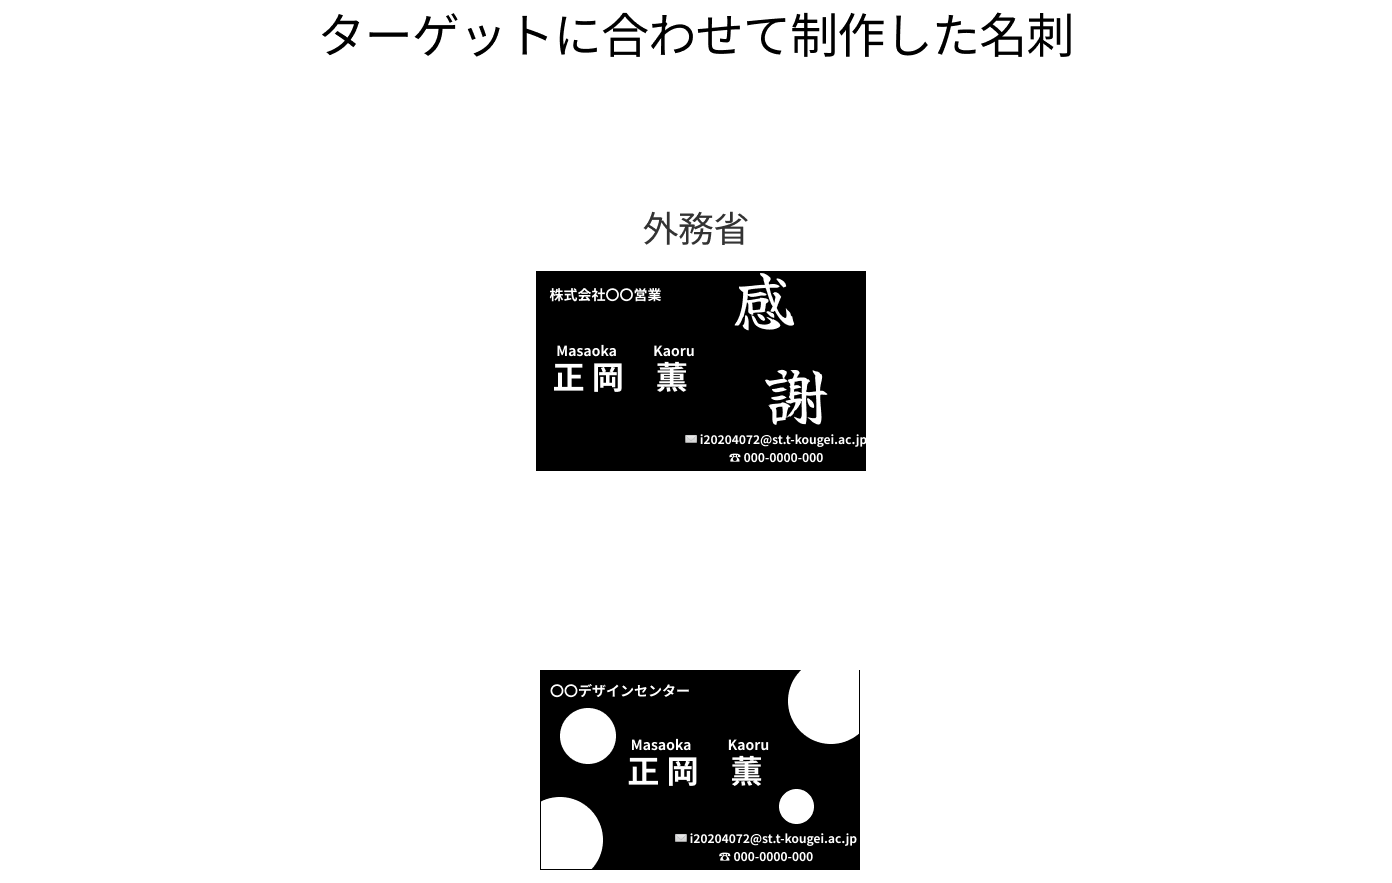 ターゲットに合わせて制作した名刺
外務省
株式会社〇〇営業
感
謝
Masaoka Kaoru
正岡 薫
✉ i20204072@st.t-kougei.ac.jp
☎ 000-0000-000
〇〇デザインセンター
Masaoka Kaoru
正岡 薫
✉ i20204072@st.t-kougei.ac.jp
☎ 000-0000-000